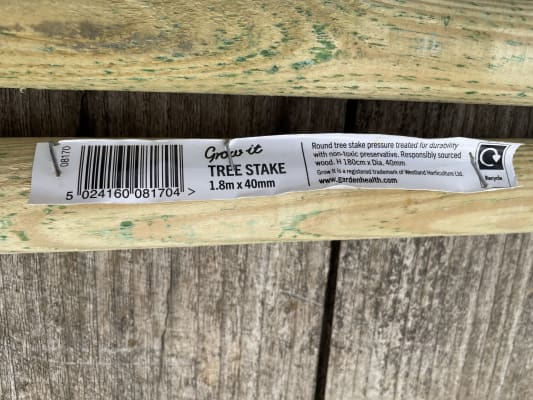 08170
5 024160 081704 >
Grow it
TREE STAKE
1.8m x 40mm
Round tree stake pressure treated for durability
with non-toxic preservative. Responsibly sourced
wood. H 180cm x Dia. 40mm
Grow It is a registered trademark of Westland Horticulture Ltd.
www.gardenhealth.com
Recycle